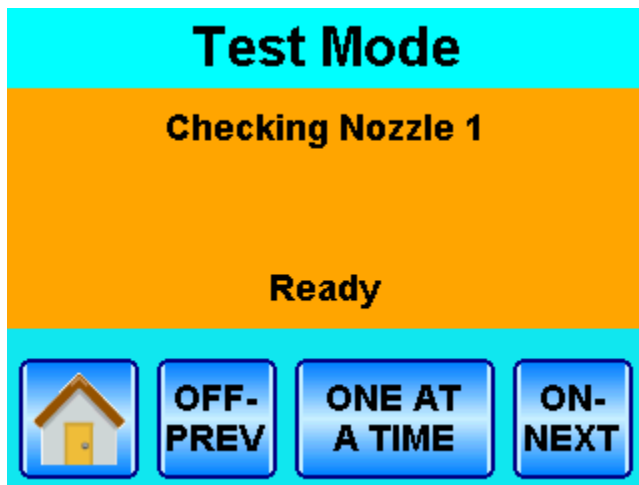 Test Mode
Checking Nozzle 1
Ready
OFF-
PREV
ONE AT
A TIME
ON-
NEXT